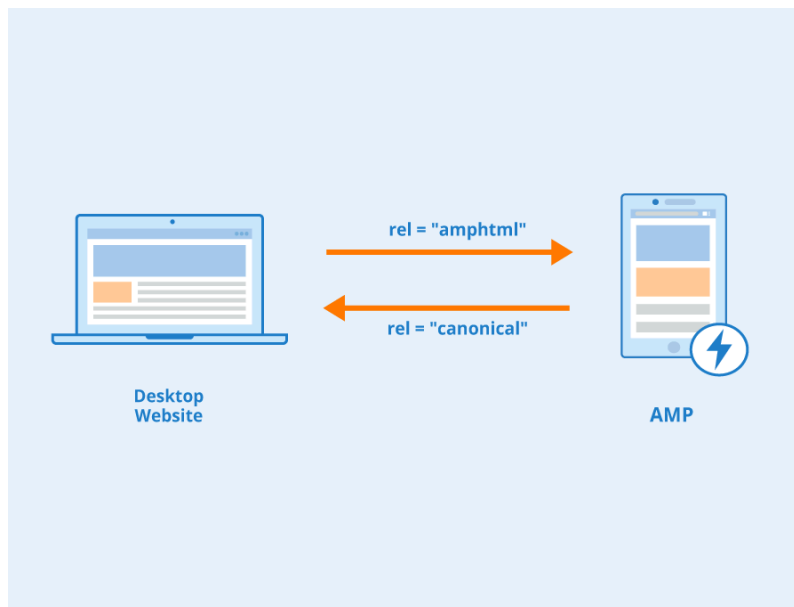 rel = "amphtml"
rel = "canonical"
Desktop
Website
AMP